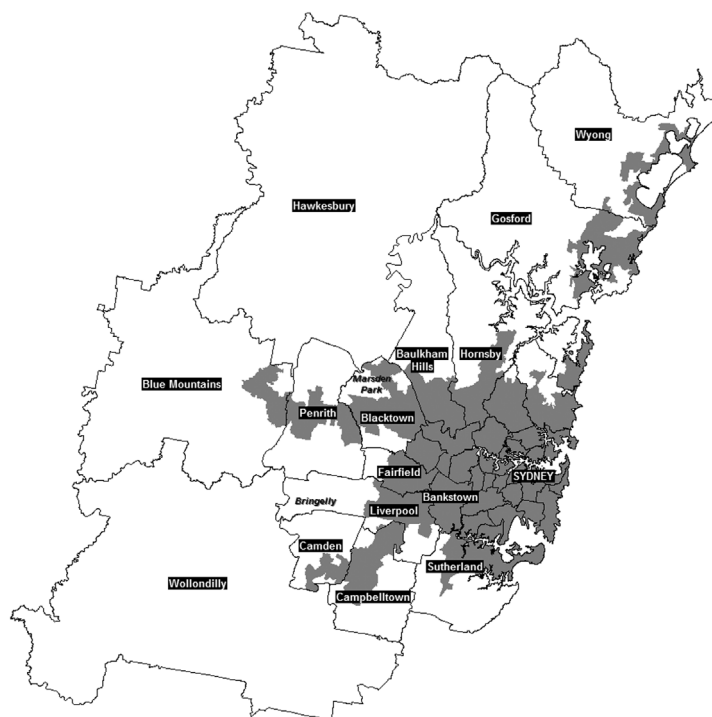 Wyong
Hawkesbury
Gosford
Baulkham
Hills
Hornsby
Marsden
Park
Blue Mountains
Penrith
Blacktown
Fairfield
SYDNEY
Bringelly
Bankstown
Liverpool
Camden
Sutherland
Wollondilly
Campbelltown